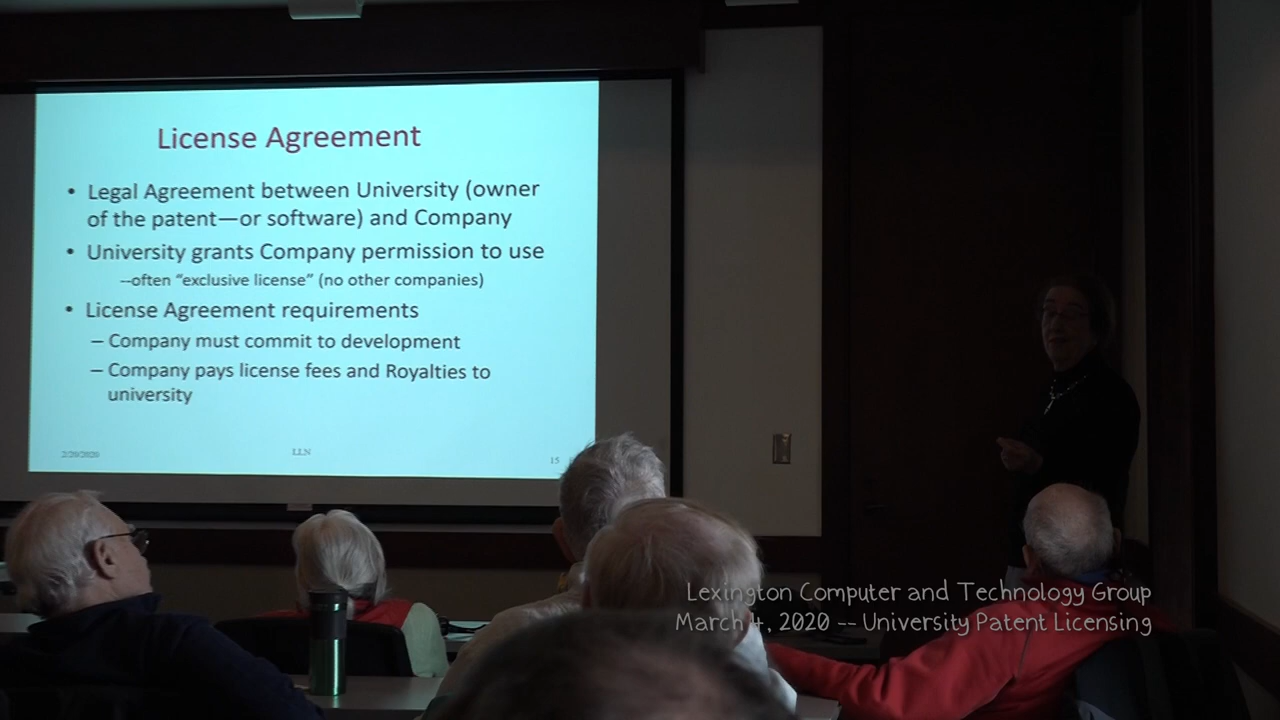 License Agreement
• Legal Agreement between University (owner
of the patent—or software) and Company
• University grants Company permission to use
--often “exclusive license” (no other companies)
• License Agreement requirements
– Company must commit to development
– Company pays license fees and Royalties to
university
2/20/2020 LLN 15
Lexington Computer and Technology Group
March 4, 2020 -- University Patent Licensing